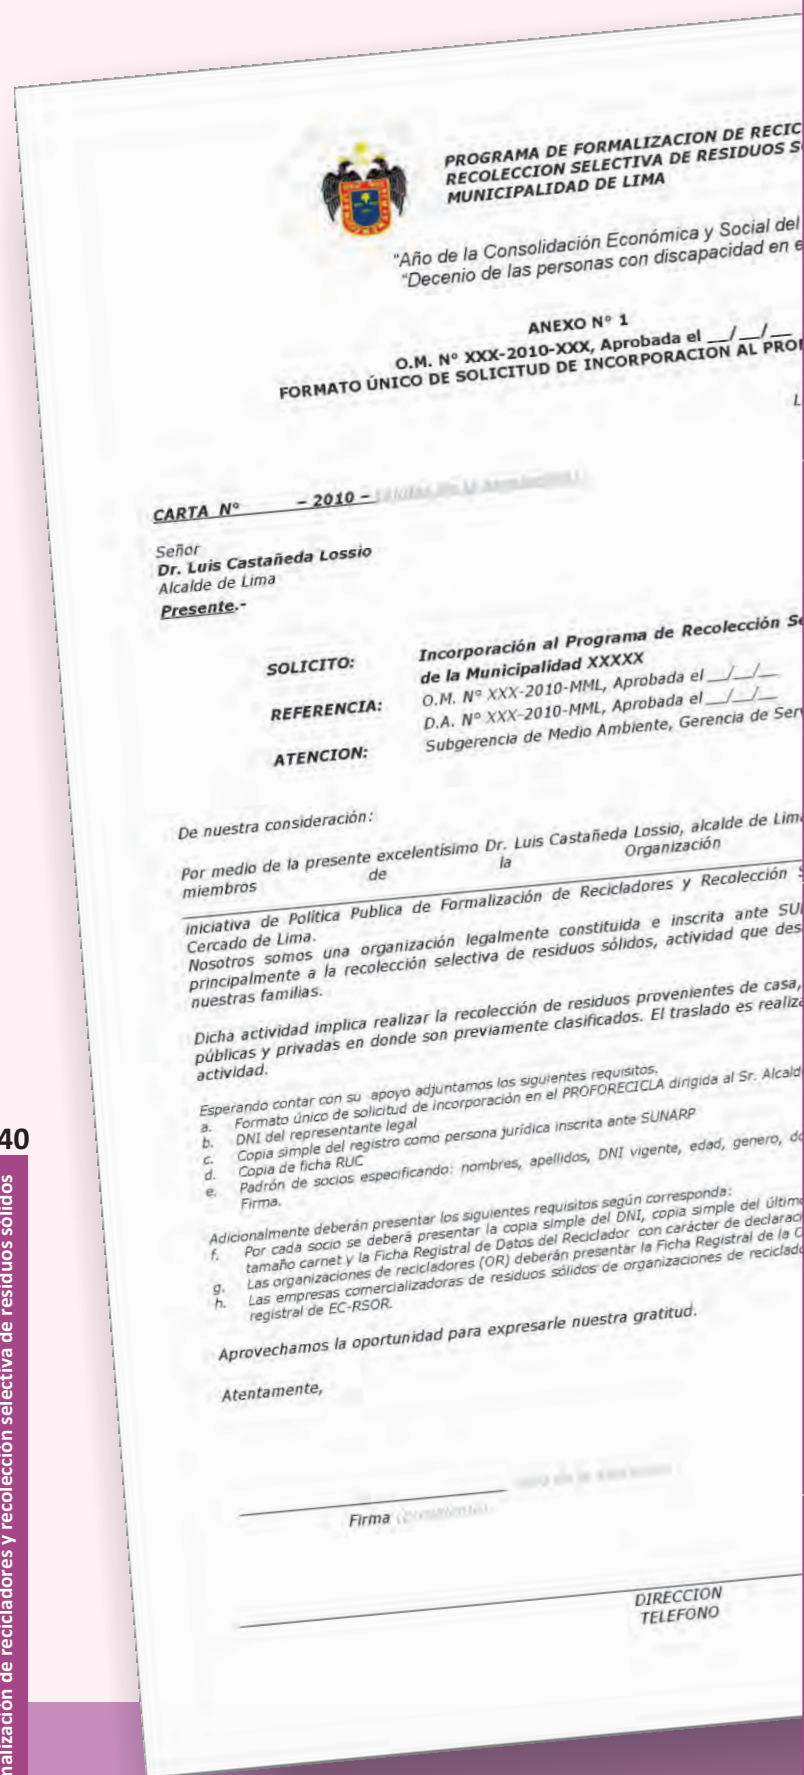 PROGRAMA DE FORMALIZACION DE RECIC
RECOLECCION SELECTIVA DE RESIDUOS S
MUNICIPALIDAD DE LIMA
"Año de la Consolidación Económica y Social del
"Decenio de las personas con discapacidad en e
ANEXO N° 1
O.M. N° XXX-2010-XXX, Aprobada el __/__/__
FORMATO ÚNICO DE SOLICITUD DE INCORPORACION AL PRO
L
CARTA N° – 2010 –
Señor
Dr. Luis Castañeda Lossio
Alcalde de Lima
Presente.-
SOLICITO: Incorporación al Programa de Recolección Se
de la Municipalidad XXXXX
REFERENCIA: O.M. N° XXX-2010-MML, Aprobada el __/__/__
D.A. N° XXX-2010-MML, Aprobada el __/__/__
ATENCION: Subgerencia de Medio Ambiente, Gerencia de Serv
De nuestra consideración:
Por medio de la presente excelentísimo Dr. Luis Castañeda Lossio, alcalde de Lima
miembros de la Organización
iniciativa de Política Publica de Formalización de Recicladores y Recolección S
Cercado de Lima.
Nosotros somos una organización legalmente constituida e inscrita ante SU
principalmente a la recolección selectiva de residuos sólidos, actividad que des
nuestras familias.
Dicha actividad implica realizar la recolección de residuos provenientes de casa,
públicas y privadas en donde son previamente clasificados. El traslado es realiza
actividad.
Esperando contar con su apoyo adjuntamos los siguientes requisitos.
a. Formato único de solicitud de incorporación en el PROFORECICLA dirigida al Sr. Alcald
b. DNI del representante legal
c. Copia simple del registro como persona jurídica inscrita ante SUNARP
d. Copia de ficha RUC
e. Padrón de socios especificando: nombres, apellidos, DNI vigente, edad, genero, do
Firma.
Adicionalmente deberán presentar los siguientes requisitos según corresponda:
f. Por cada socio se deberá presentar la copia simple del DNI, copia simple del último
tamaño carnet y la Ficha Registral de Datos del Reciclador con carácter de declaraci
g. Las organizaciones de recicladores (OR) deberán presentar la Ficha Registral de la O
h. Las empresas comercializadoras de residuos sólidos de organizaciones de reciclado
registral de EC-RSOR.
Aprovechamos la oportunidad para expresarle nuestra gratitud.
Atentamente,
Firma
DIRECCION
TELEFONO
40
nalización de recicladores y recolección selectiva de residuos sólidos